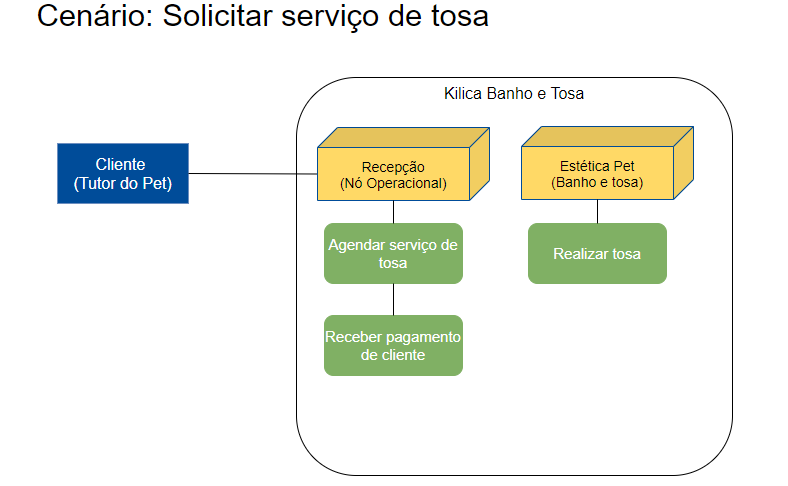 Cenário: Solicitar serviço de tosa
Kilica Banho e Tosa
Cliente
(Tutor do Pet)
Recepção
(Nó Operacional)
Estética Pet
(Banho e tosa)
Agendar serviço de
tosa
Realizar tosa
Receber pagamento
de cliente